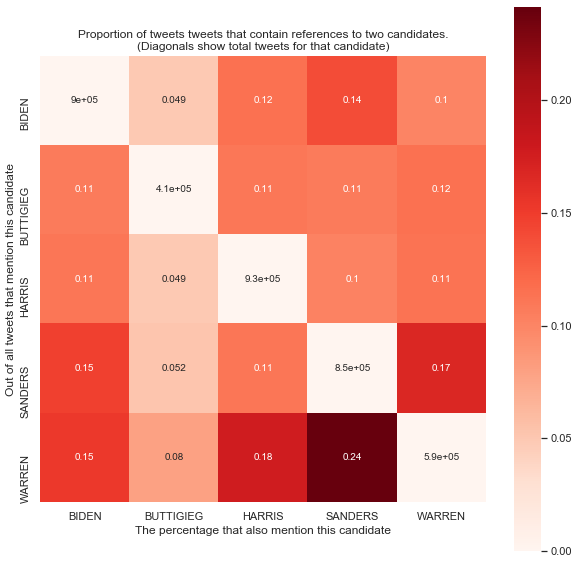 Proportion of tweets tweets that contain references to two candidates.
(Diagonals show total tweets for that candidate)
Out of all tweets that mention this candidate
BIDEN
9e+05 0.049 0.12 0.14 0.1
BUTTIGIEG
0.11 4.1e+05 0.11 0.11 0.12
HARRIS
0.11 0.049 9.3e+05 0.1 0.11
SANDERS
0.15 0.052 0.11 8.5e+05 0.17
WARREN
0.15 0.08 0.18 0.24 5.9e+05
BIDEN BUTTIGIEG HARRIS SANDERS WARREN
The percentage that also mention this candidate
0.20
0.15
0.10
0.05
0.00